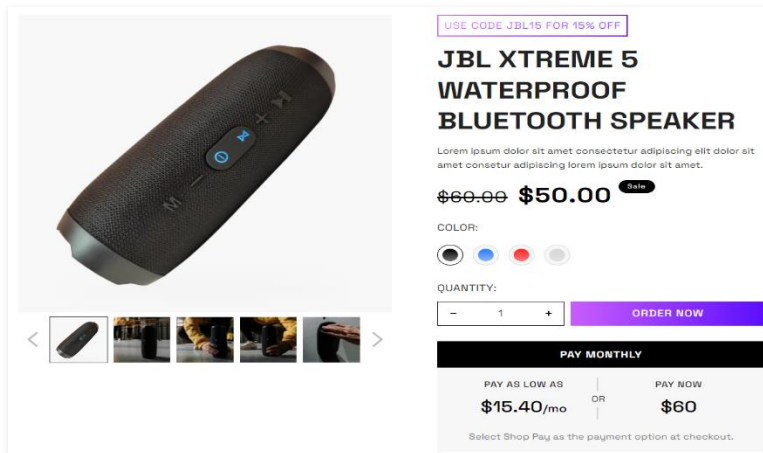 USE CODE JBL15 FOR 15% OFF
JBL XTREME 5
WATERPROOF
BLUETOOTH SPEAKER
Lorem ipsum dolor sit amet consectetur adipiscing elit dolor sit
amet consetur adipiscing lorem ipsum dolor sit amet.
$60.00 $50.00 Sale
COLOR:
QUANTITY:
− 1 + ORDER NOW
PAY MONTHLY
PAY AS LOW AS
$15.40/mo
OR
PAY NOW
$60
Select Shop Pay as the payment option at checkout.
M